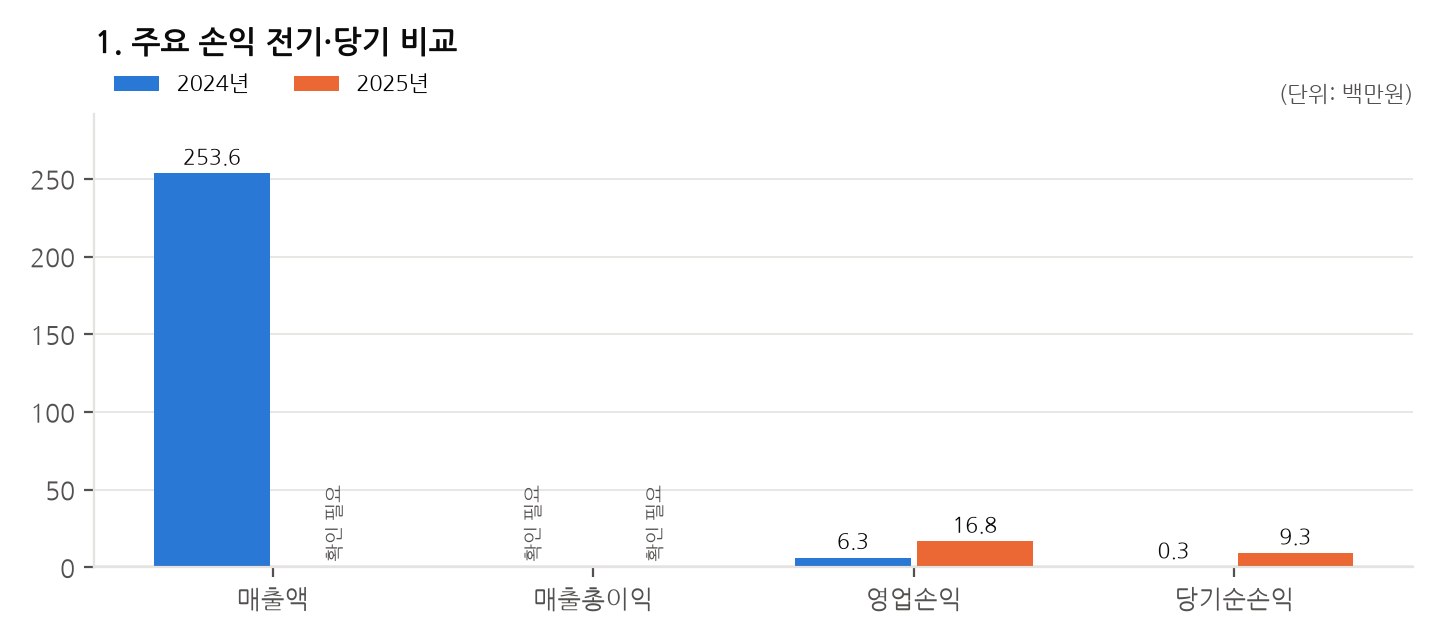 1. 주요 손익 전기·당기 비교
2024년 2025년
(단위: 백만원)
250
200
150
100
50
0
253.6
확인 필요
확인 필요
확인 필요
6.3
16.8
0.3
9.3
매출액 매출총이익 영업손익 당기순손익